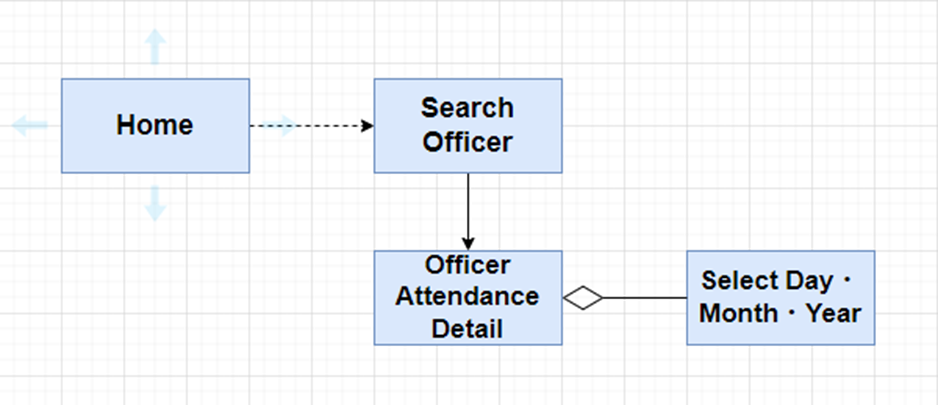 Home
Search
Officer
Officer
Attendance
Detail
Select Day・
Month・Year